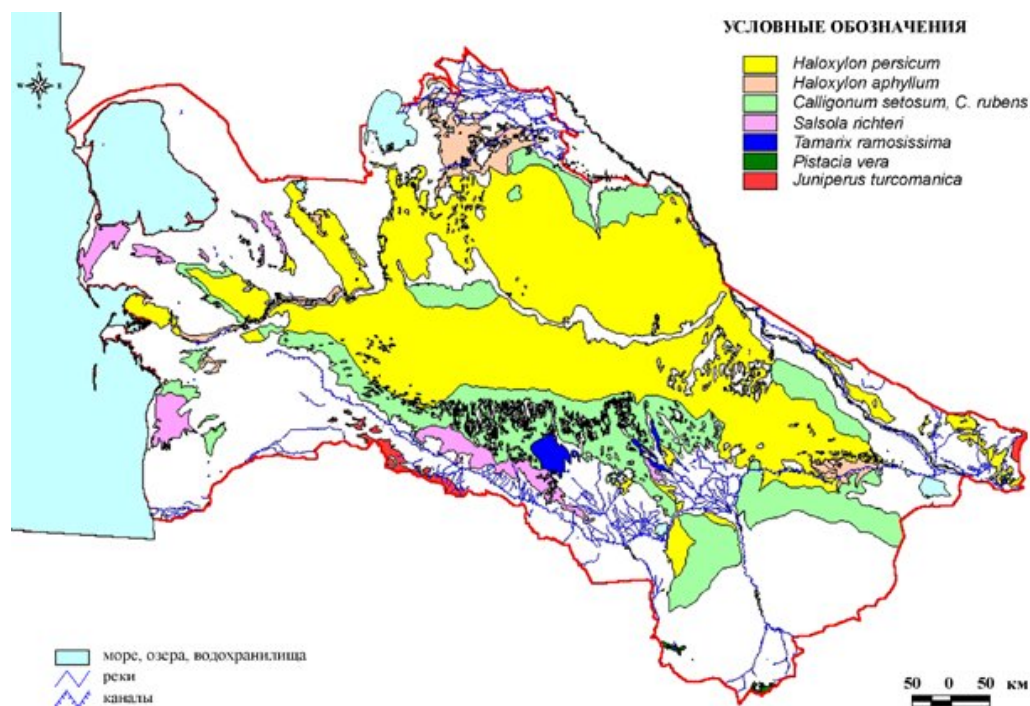 УСЛОВНЫЕ ОБОЗНАЧЕНИЯ
Haloxylon persicum
Haloxylon aphyllum
Calligonum setosum, C. rubens
Salsola richteri
Tamarix ramosissima
Pistacia vera
Juniperus turcomanica
N
W E
S
море, озера, водохранилища
реки
каналы
50 0 50 км